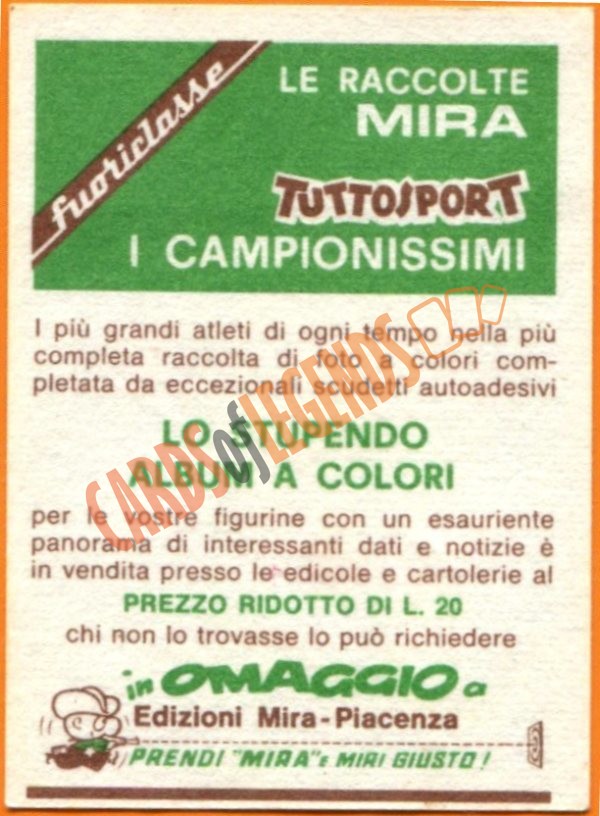 fuoriclasse
LE RACCOLTE
MIRA
TUTTOSPORT
I CAMPIONISSIMI
I più grandi atleti di ogni tempo nella più
completa raccolta di foto a colori com-
pletata da eccezionali scudetti autoadesivi
LO STUPENDO
ALBUM A COLORI
per le vostre figurine con un esauriente
panorama di interessanti dati e notizie è
in vendita presso le edicole e cartolerie al
PREZZO RIDOTTO DI L. 20
chi non lo trovasse lo può richiedere
in OMAGGIO a
Edizioni Mira-Piacenza
PRENDI "MIRA" E MIRI GIUSTO!
CARDS of LEGENDS